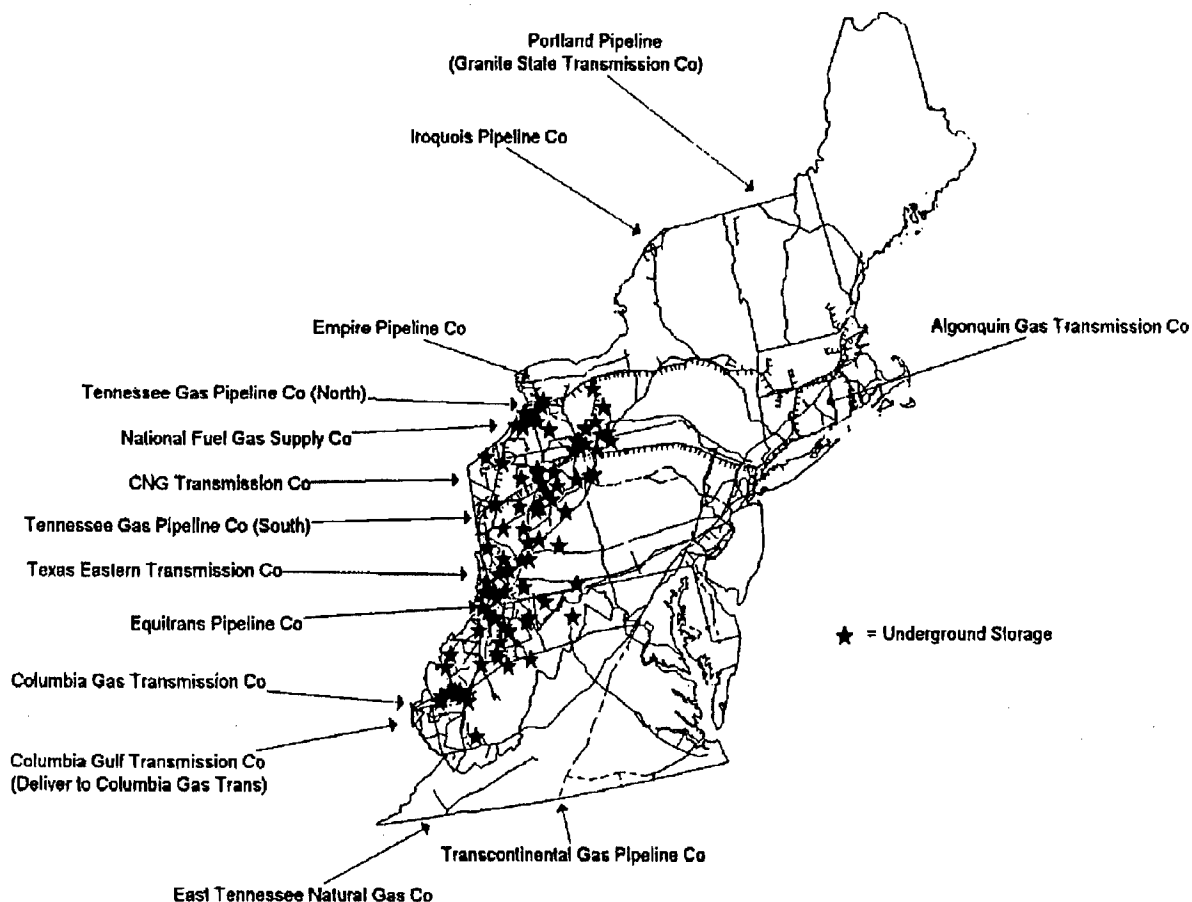 Portland Pipeline
(Granite State Transmission Co)
Iroquois Pipeline Co
Empire Pipeline Co
Algonquin Gas Transmission Co
Tennessee Gas Pipeline Co (North)
National Fuel Gas Supply Co
CNG Transmission Co
Tennessee Gas Pipeline Co (South)
Texas Eastern Transmission Co
Equitrans Pipeline Co
★ = Underground Storage
Columbia Gas Transmission Co
Columbia Gulf Transmission Co
(Deliver to Columbia Gas Trans)
Transcontinental Gas Pipeline Co
East Tennessee Natural Gas Co